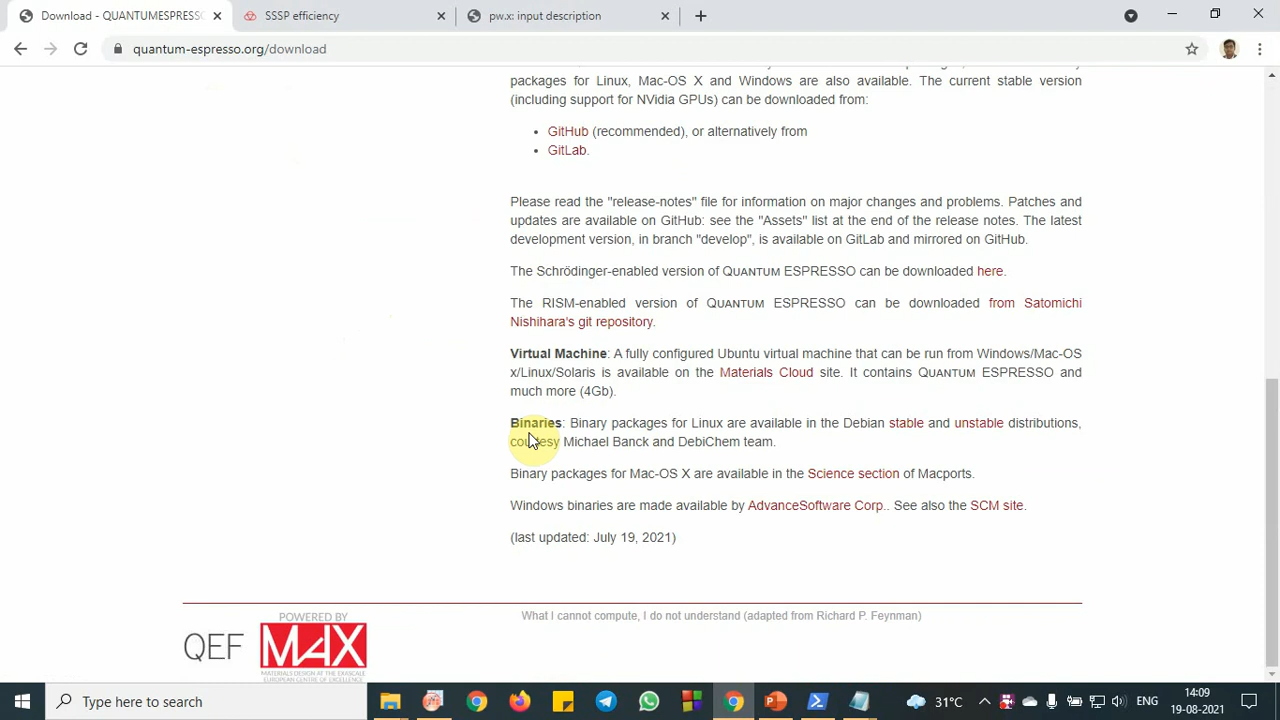 Download - QUANTUMESPRESSO
SSSP efficiency
pw.x: input description
quantum-espresso.org/download
packages for Linux, Mac-OS X and Windows are also available. The current stable version
(including support for NVidia GPUs) can be downloaded from:
• GitHub (recommended), or alternatively from
• GitLab.
Please read the "release-notes" file for information on major changes and problems. Patches and
updates are available on GitHub: see the "Assets" list at the end of the release notes. The latest
development version, in branch "develop", is available on GitLab and mirrored on GitHub.
The Schrödinger-enabled version of QUANTUM ESPRESSO can be downloaded here.
The RISM-enabled version of QUANTUM ESPRESSO can be downloaded from Satomichi
Nishihara's git repository.
Virtual Machine: A fully configured Ubuntu virtual machine that can be run from Windows/Mac-OS
x/Linux/Solaris is available on the Materials Cloud site. It contains QUANTUM ESPRESSO and
much more (4Gb).
Binaries: Binary packages for Linux are available in the Debian stable and unstable distributions,
courtesy Michael Banck and DebiChem team.
Binary packages for Mac-OS X are available in the Science section of Macports.
Windows binaries are made available by AdvanceSoftware Corp.. See also the SCM site.
(last updated: July 19, 2021)
What I cannot compute, I do not understand (adapted from Richard P. Feynman)
POWERED BY
QEF
MAX
MATERIALS DESIGN AT THE EXASCALE
EUROPEAN CENTRE OF EXCELLENCE
Type here to search
31°C
ENG
14:09
19-08-2021